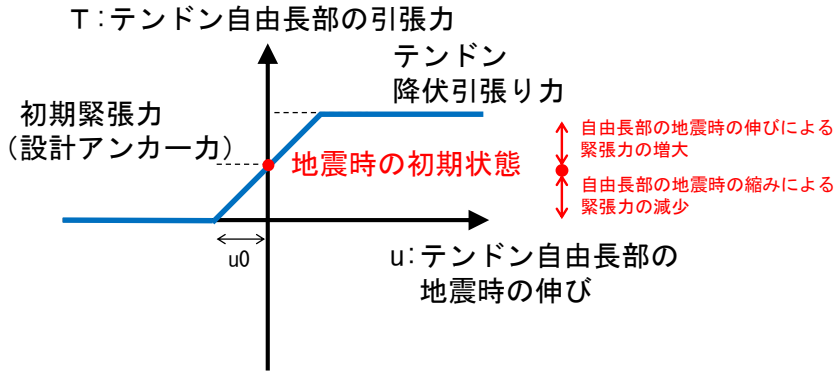 T：テンドン自由長部の引張力
テンドン
降伏引張り力
初期緊張力
（設計アンカー力）
地震時の初期状態
自由長部の地震時の伸びによる
緊張力の増大
自由長部の地震時の縮みによる
緊張力の減少
u0
u：テンドン自由長部の
地震時の伸び